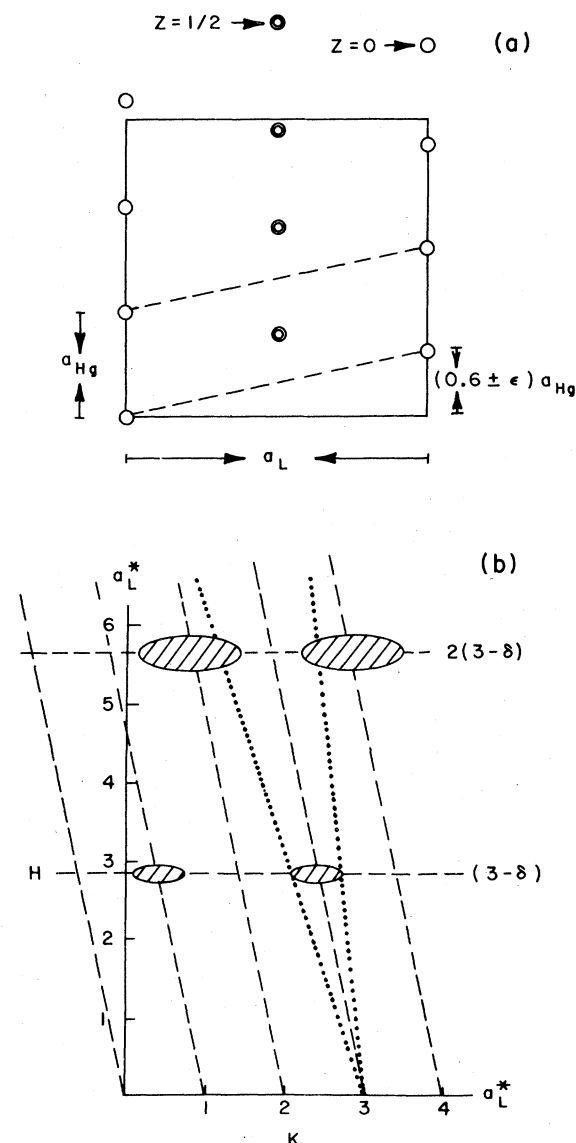 Z=1/2
Z=0
(a)
a_Hg
(0.6 ± ϵ) a_Hg
a_L
(b)
a_L*
6
2(3-δ)
5
4
3
H
(3-δ)
2
1
1 2 3 4
a_L*
K